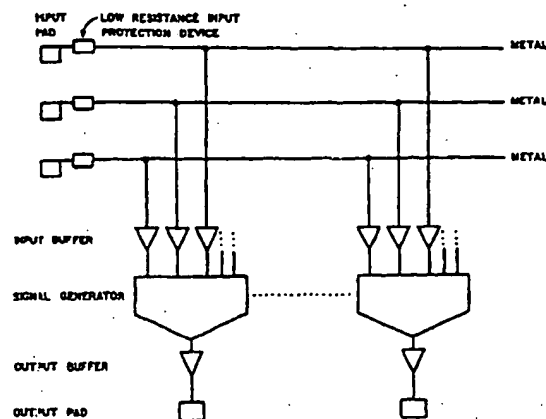 INPUT PAD
LOW RESISTANCE INPUT
PROTECTION DEVICE
METAL
METAL
METAL
INPUT BUFFER
SIGNAL GENERATOR
OUTPUT BUFFER
OUTPUT PAD